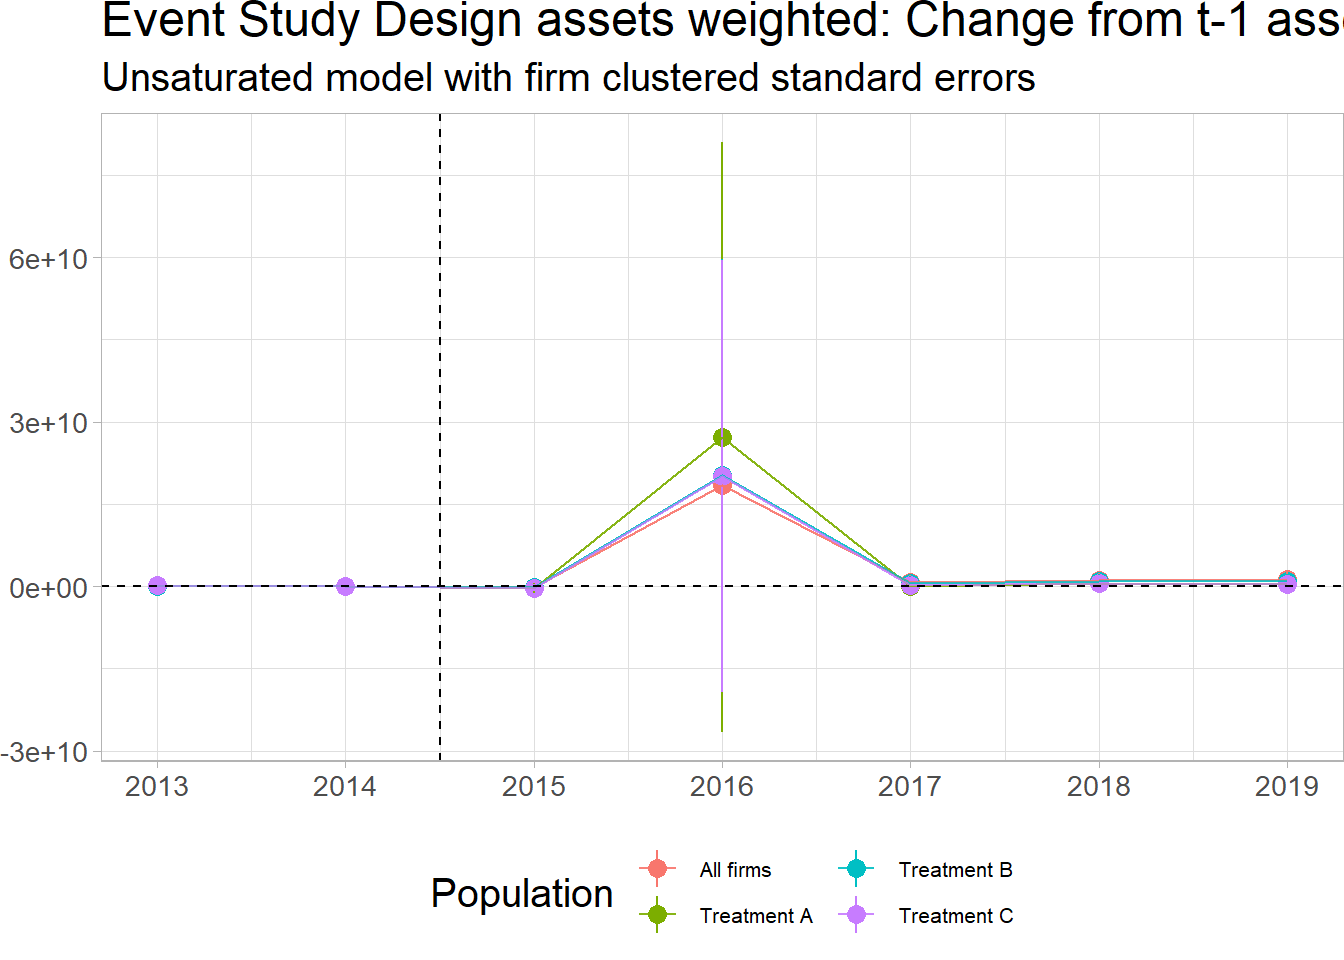 Event Study Design assets weighted: Change from t-1
Unsaturated model with firm clustered standard errors
6e+10
3e+10
0e+00
-3e+10
2013 2014 2015 2016 2017 2018 2019
Population
All firms
Treatment A
Treatment B
Treatment C